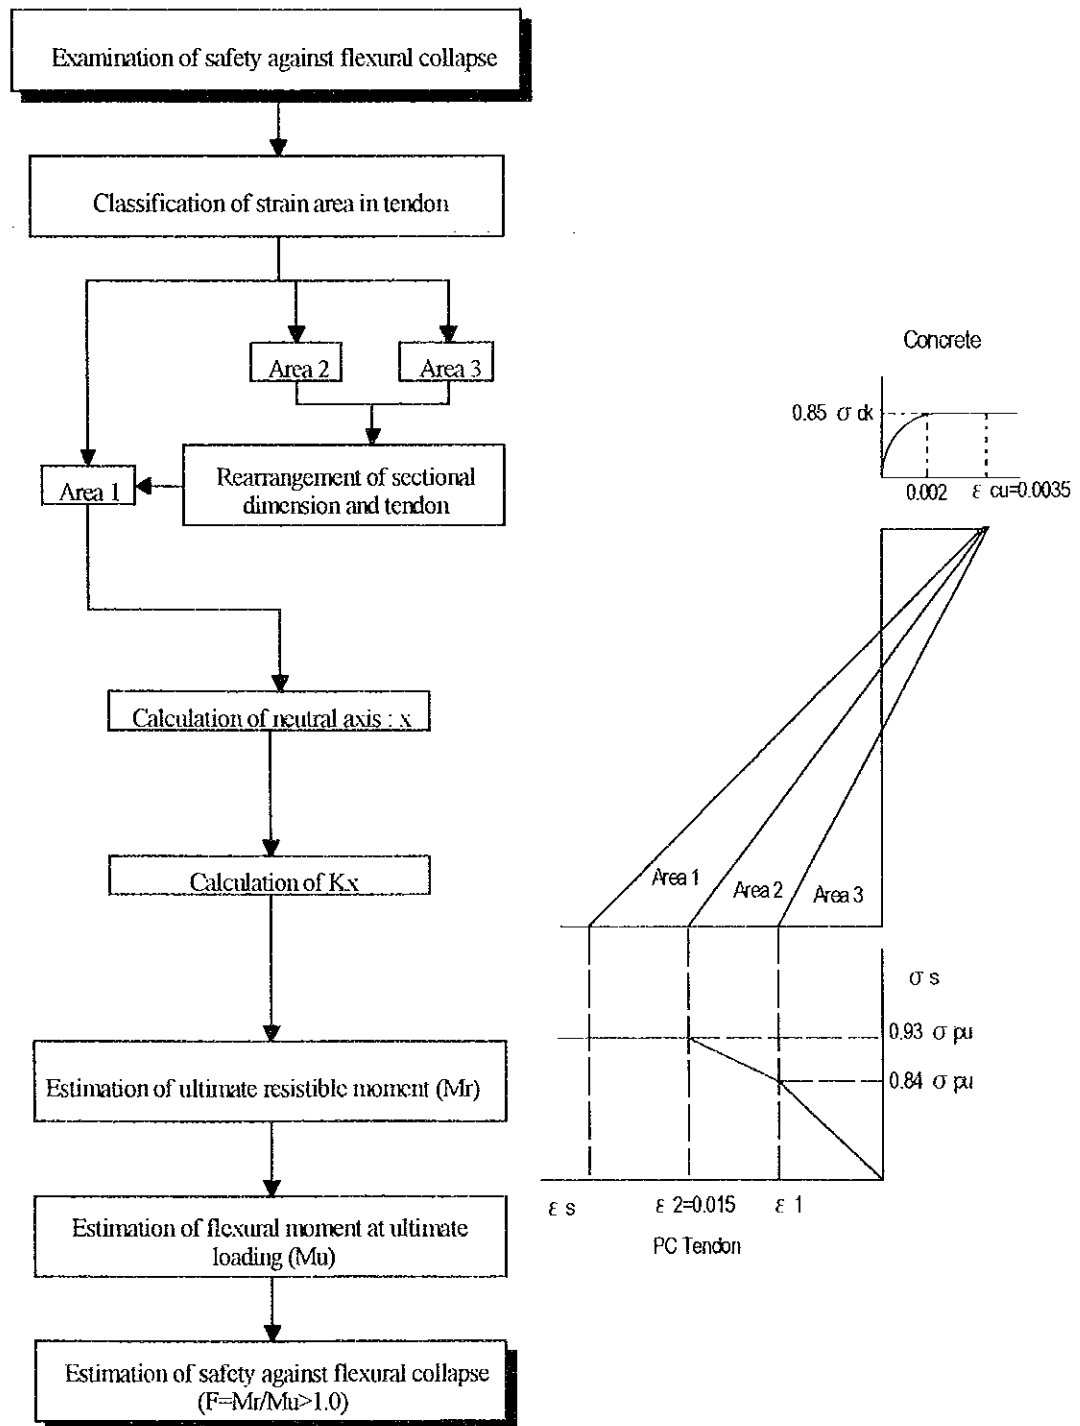 Examination of safety against flexural collapse
Classification of strain area in tendon
Area 2
Area 3
Area 1
Rearrangement of sectional
dimension and tendon
Calculation of neutral axis : x
Calculation of Kx
Estimation of ultimate resistible moment (Mr)
Estimation of flexural moment at ultimate
loading (Mu)
Estimation of safety against flexural collapse
(F=Mr/Mu>1.0)
Concrete
0.85 σ ck
0.002
ε cu=0.0035
Area 1
Area 2
Area 3
σ s
0.93 σ pu
0.84 σ pu
ε s
ε 2=0.015
ε 1
PC Tendon